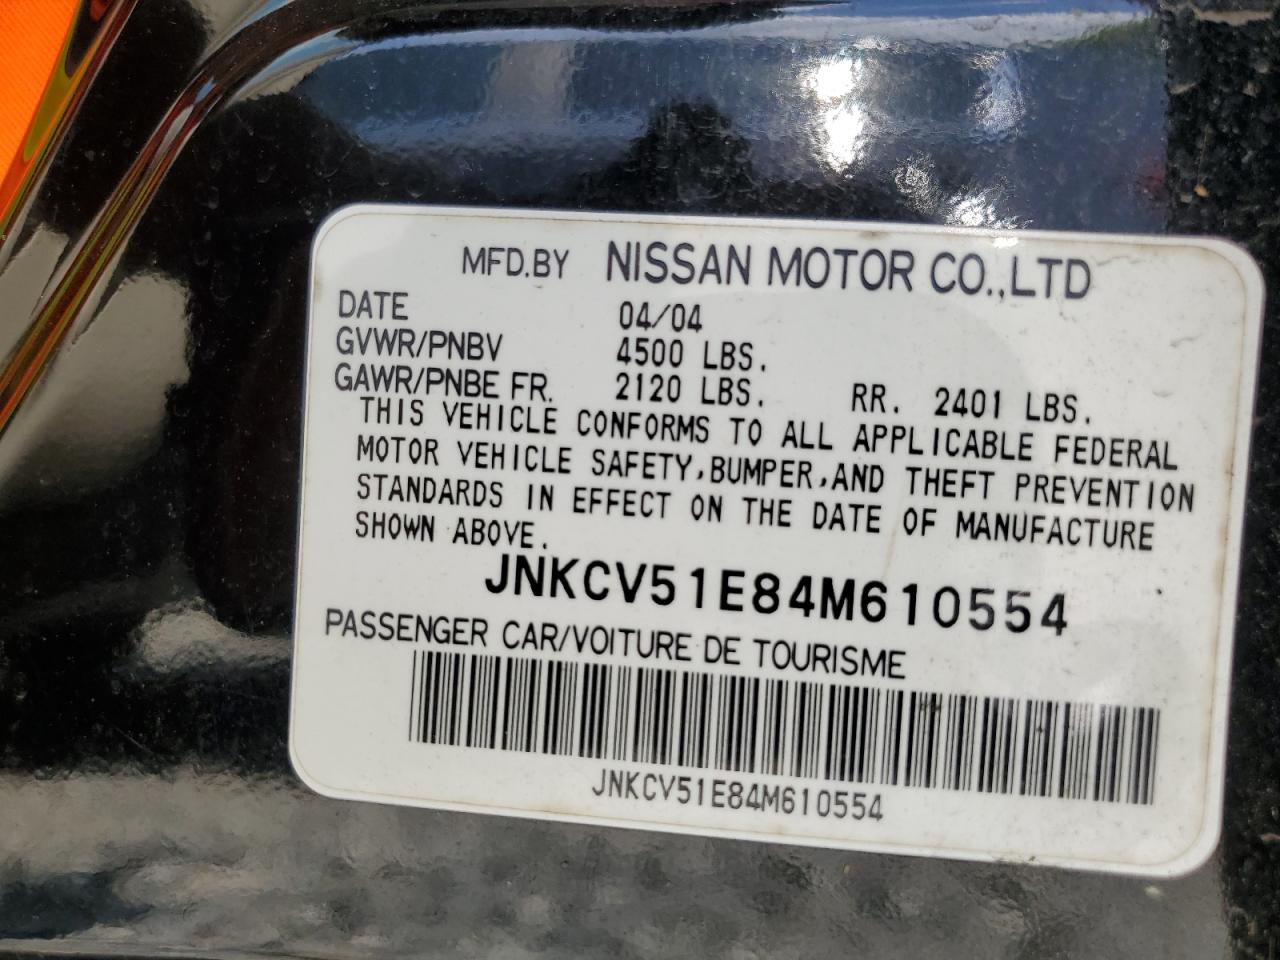 MFD.BY NISSAN MOTOR CO.,LTD
DATE 04/04
GVWR/PNBV 4500 LBS.
GAWR/PNBE FR. 2120 LBS. RR. 2401 LBS.
THIS VEHICLE CONFORMS TO ALL APPLICABLE FEDERAL
MOTOR VEHICLE SAFETY,BUMPER,AND THEFT PREVENTION
STANDARDS IN EFFECT ON THE DATE OF MANUFACTURE
SHOWN ABOVE.
JNKCV51E84M610554
PASSENGER CAR/VOITURE DE TOURISME
JNKCV51E84M610554